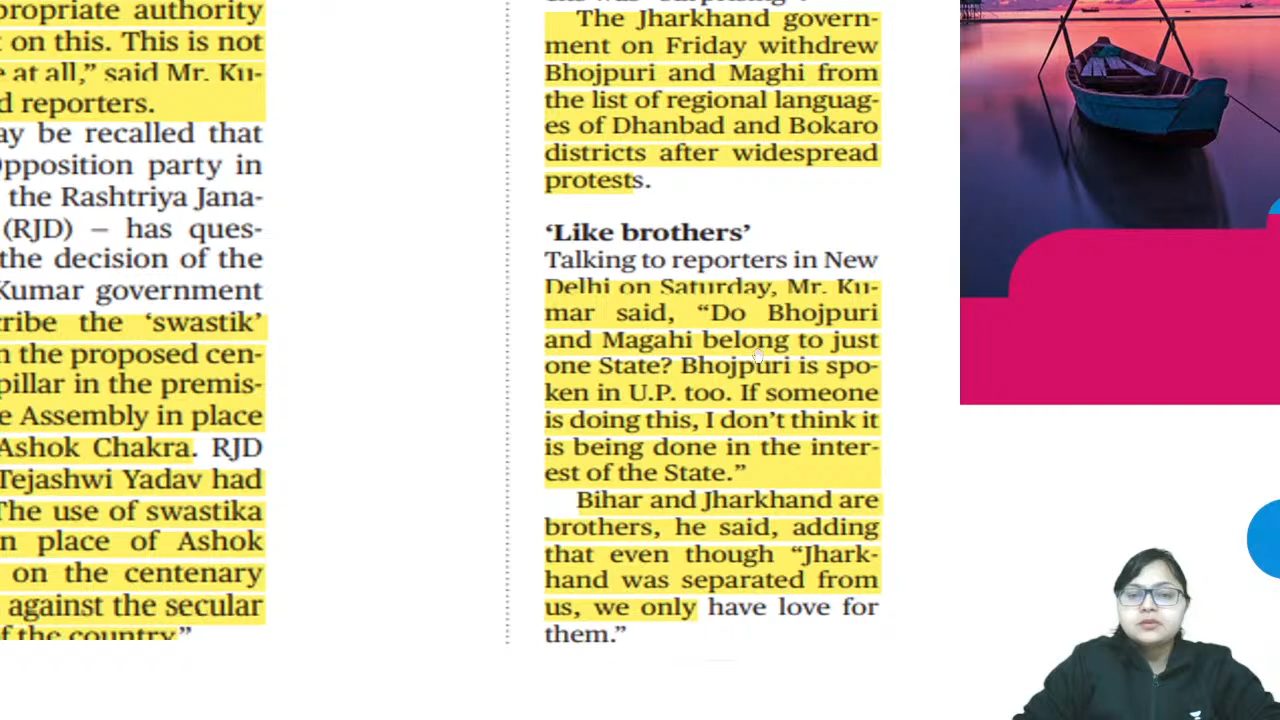 propriate authority
on this. This is not
at all,” said Mr. Ku-
d reporters.
ay be recalled that
Opposition party in
the Rashtriya Jana-
(RJD) – has ques-
the decision of the
Kumar government
cribe the ‘swastik’
n the proposed cen-
pillar in the premis-
e Assembly in place
Ashok Chakra. RJD
Tejashwi Yadav had
The use of swastika
n place of Ashok
on the centenary
against the secular
of the country”
The Jharkhand govern-
ment on Friday withdrew
Bhojpuri and Maghi from
the list of regional languag-
es of Dhanbad and Bokaro
districts after widespread
protests.
‘Like brothers’
Talking to reporters in New
Delhi on Saturday, Mr. Ku-
mar said, “Do Bhojpuri
and Magahi belong to just
one State? Bhojpuri is spo-
ken in U.P. too. If someone
is doing this, I don’t think it
is being done in the inter-
est of the State.”
Bihar and Jharkhand are
brothers, he said, adding
that even though “Jhark-
hand was separated from
us, we only have love for
them.”